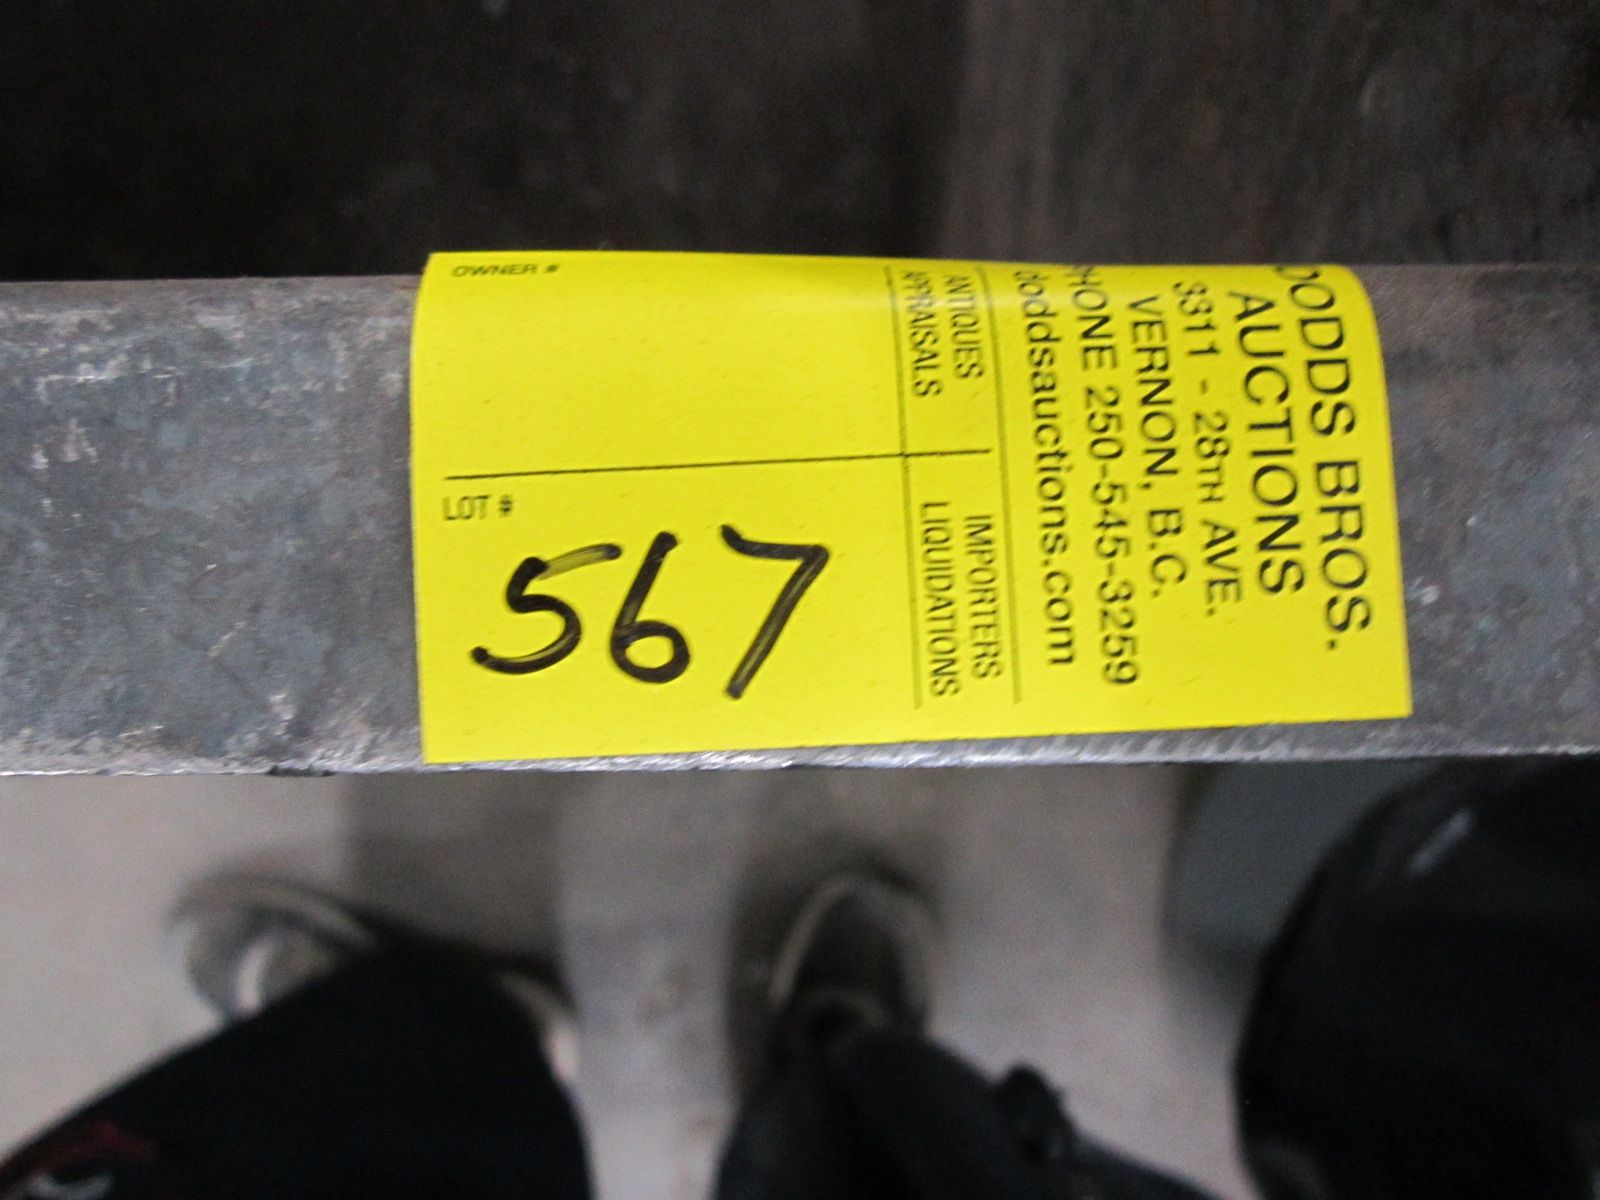 DODDS BROS.
AUCTIONS
3311 - 28TH AVE.
VERNON, B.C.
PHONE 250-545-3259
doddsauctions.com
ANTIQUES IMPORTERS
APPRAISALS LIQUIDATIONS
OWNER #
LOT #
567